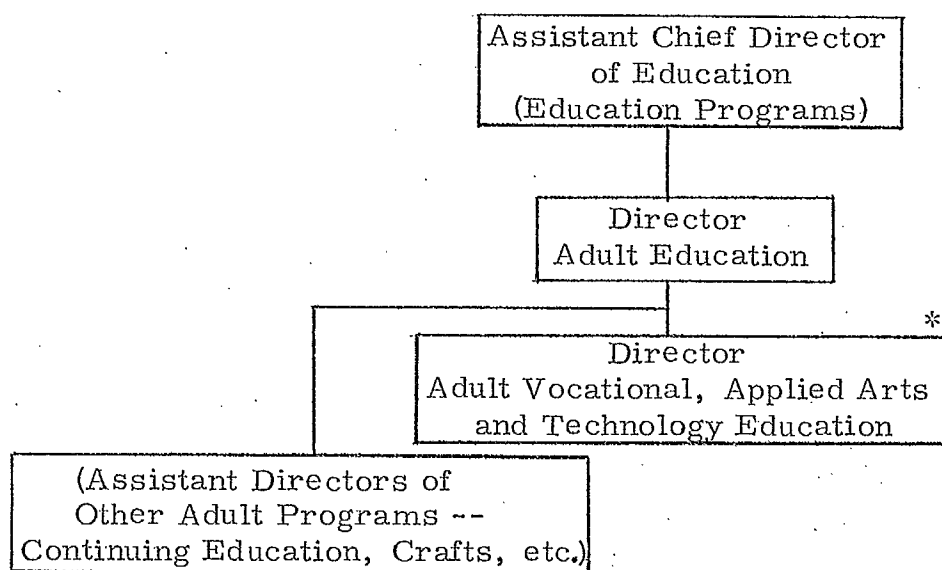 Assistant Chief Director
of Education
(Education Programs)
Director
Adult Education
*
Director
Adult Vocational, Applied Arts
and Technology Education
(Assistant Directors of
Other Adult Programs --
Continuing Education, Crafts, etc.)